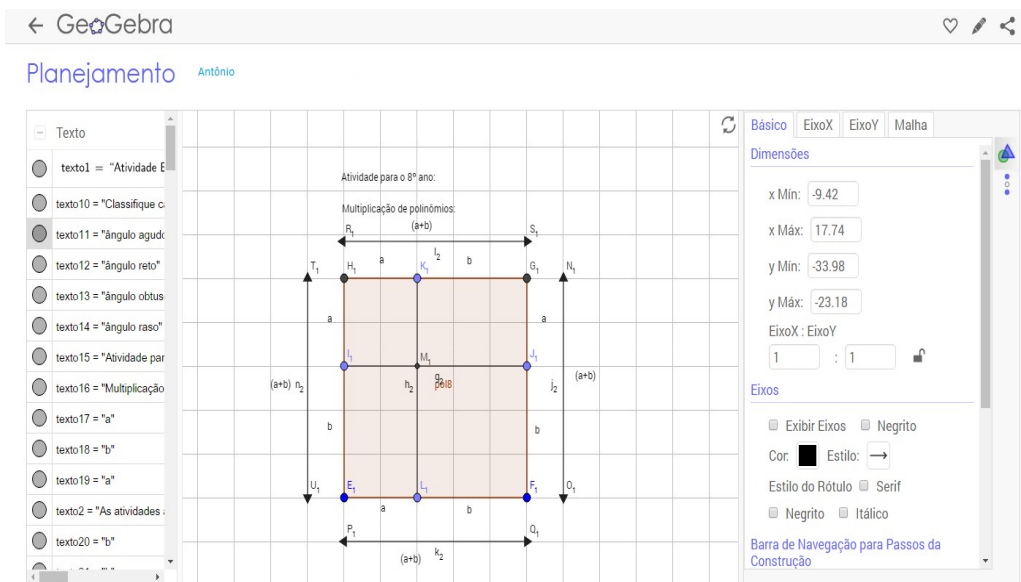 GeoGebra
Planejamento Antônio
Texto
texto1 = "Atividade E
texto10 = "Classifique c
texto11 = "ângulo agudo
texto12 = "ângulo reto"
texto13 = "ângulo obtus
texto14 = "ângulo raso"
texto15 = "Atividade par
texto16 = "Multiplicação
texto17 = "a"
texto18 = "b"
texto19 = "a"
texto2 = "As atividades
texto20 = "b"
Atividade para o 8º ano:
Multiplicação de polinômios:
(a+b)
R₁ S₁
l₂
T₁ H₁ a K₁ b G₁ N₁
a a
I₁ M₁ J₁
g₂
(a+b) n₂ h₂ pol8 j₂ (a+b)
b b
U₁ E₁ L₁ F₁ O₁
a b
P₁ Q₁
(a+b) k₂
Básico EixoX EixoY Malha
Dimensões
x Mín: -9.42
x Máx: 17.74
y Mín: -33.98
y Máx: -23.18
EixoX : EixoY
1 : 1
Eixos
Exibir Eixos Negrito
Cor: Estilo:
Estilo do Rótulo Serif
Negrito Itálico
Barra de Navegação para Passos da
Construção